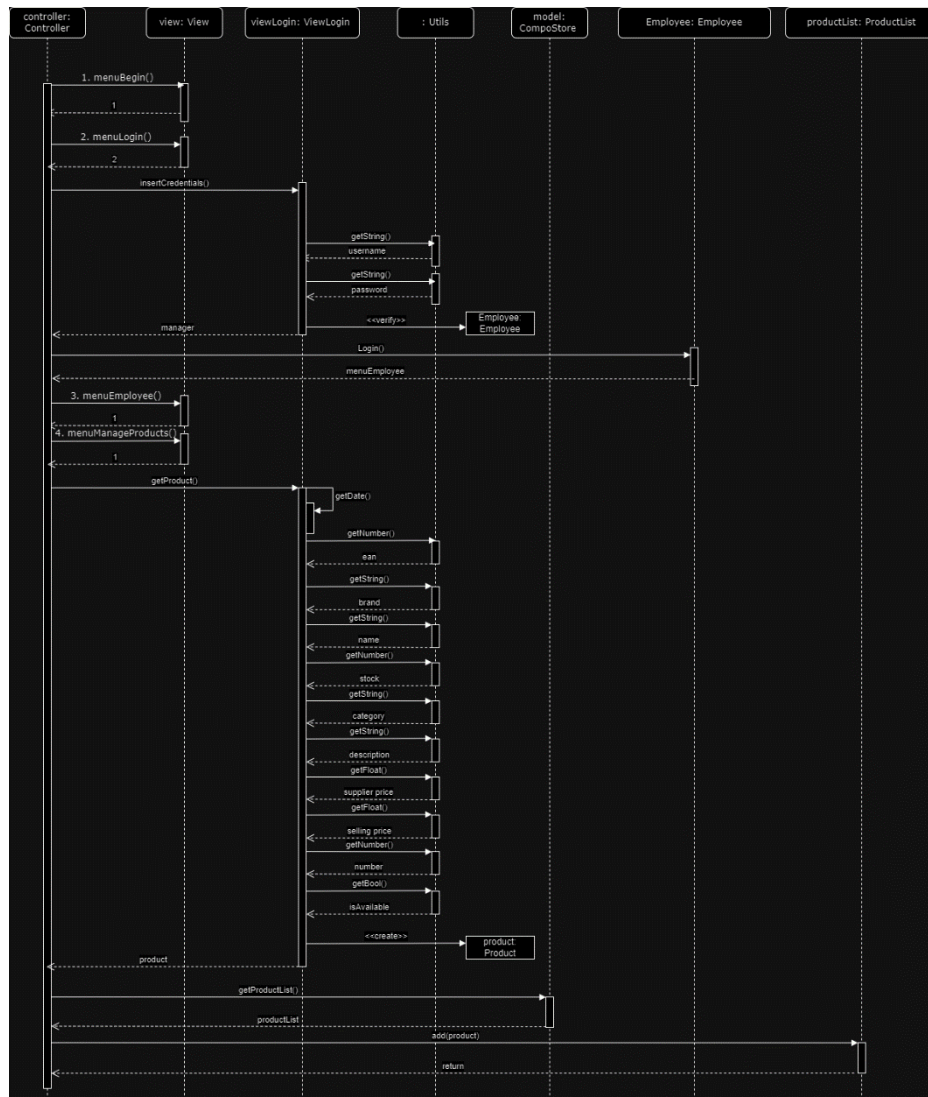 controller:
Controller
view: View
viewLogin: ViewLogin
: Utils
model:
CompoStore
Employee: Employee
productList: ProductList
1. menuBegin()
1
2. menuLogin()
2
insertCredentials()
getString()
username
getString()
password
<<verify>>
Employee:
Employee
manager
Login()
menuEmployee
3. menuEmployee()
1
4. menuManageProducts()
1
getProduct()
getDate()
getNumber()
ean
getString()
brand
getString()
name
getNumber()
stock
getString()
category
getString()
description
getFloat()
supplier price
getFloat()
selling price
getNumber()
number
getBool()
isAvailable
<<create>>
product:
Product
product
getProductList()
productList
add(product)
return